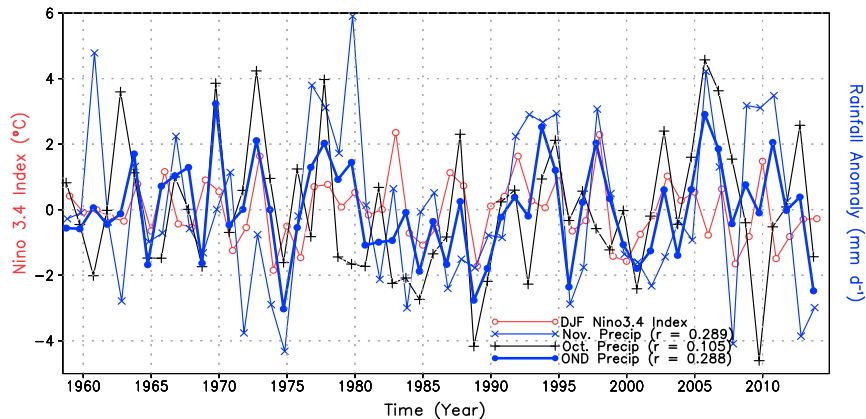 6
4
2
0
-2
-4
Nino 3.4 Index (°C)
Rainfall Anomaly (mm d⁻¹)
DJF Nino3.4 Index
Nov. Precip (r = 0.289)
Oct. Precip (r = 0.105)
OND Precip (r = 0.288)
1960 1965 1970 1975 1980 1985 1990 1995 2000 2005 2010
Time (Year)